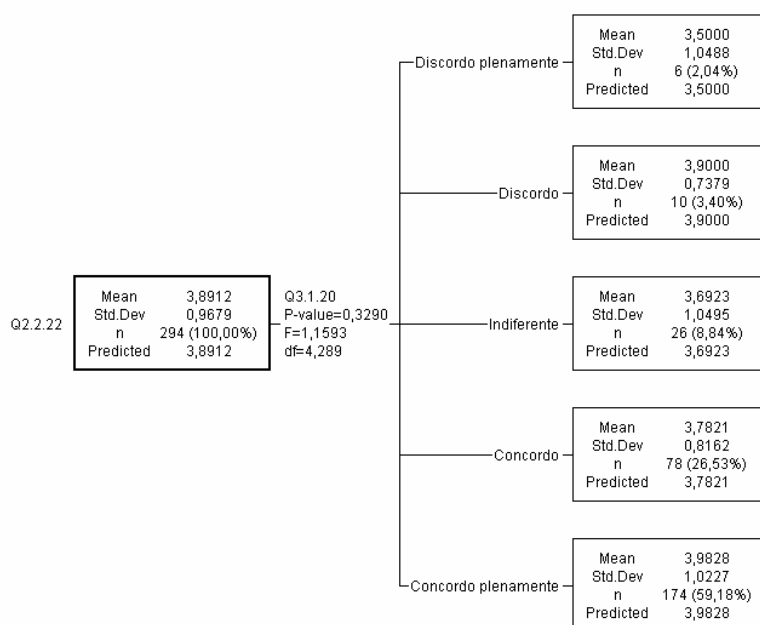 Q2.2.22
Mean 3,8912
Std.Dev 0,9679
n 294 (100,00%)
Predicted 3,8912
Q3.1.20
P-value=0,3290
F=1,1593
df=4,289
Discordo plenamente
Mean 3,5000
Std.Dev 1,0488
n 6 (2,04%)
Predicted 3,5000
Discordo
Mean 3,9000
Std.Dev 0,7379
n 10 (3,40%)
Predicted 3,9000
Indiferente
Mean 3,6923
Std.Dev 1,0495
n 26 (8,84%)
Predicted 3,6923
Concordo
Mean 3,7821
Std.Dev 0,8162
n 78 (26,53%)
Predicted 3,7821
Concordo plenamente
Mean 3,9828
Std.Dev 1,0227
n 174 (59,18%)
Predicted 3,9828